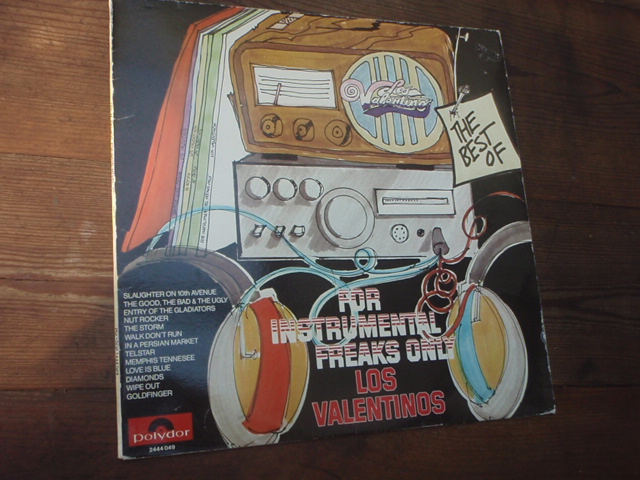 Los
Valentinos
THE
BEST
OF
SLAUGHTER ON 10th AVENUE
THE GOOD, THE BAD & THE UGLY
ENTRY OF THE GLADIATORS
NUT ROCKER
THE STORM
WALK DON'T RUN
IN A PERSIAN MARKET
TELSTAR
MEMPHIS TENNESEE
LOVE IS BLUE
DIAMONDS
WIPE OUT
GOLDFINGER
FOR
INSTRUMENTAL
FREAKS ONLY
LOS
VALENTINOS
Polydor
2444 049